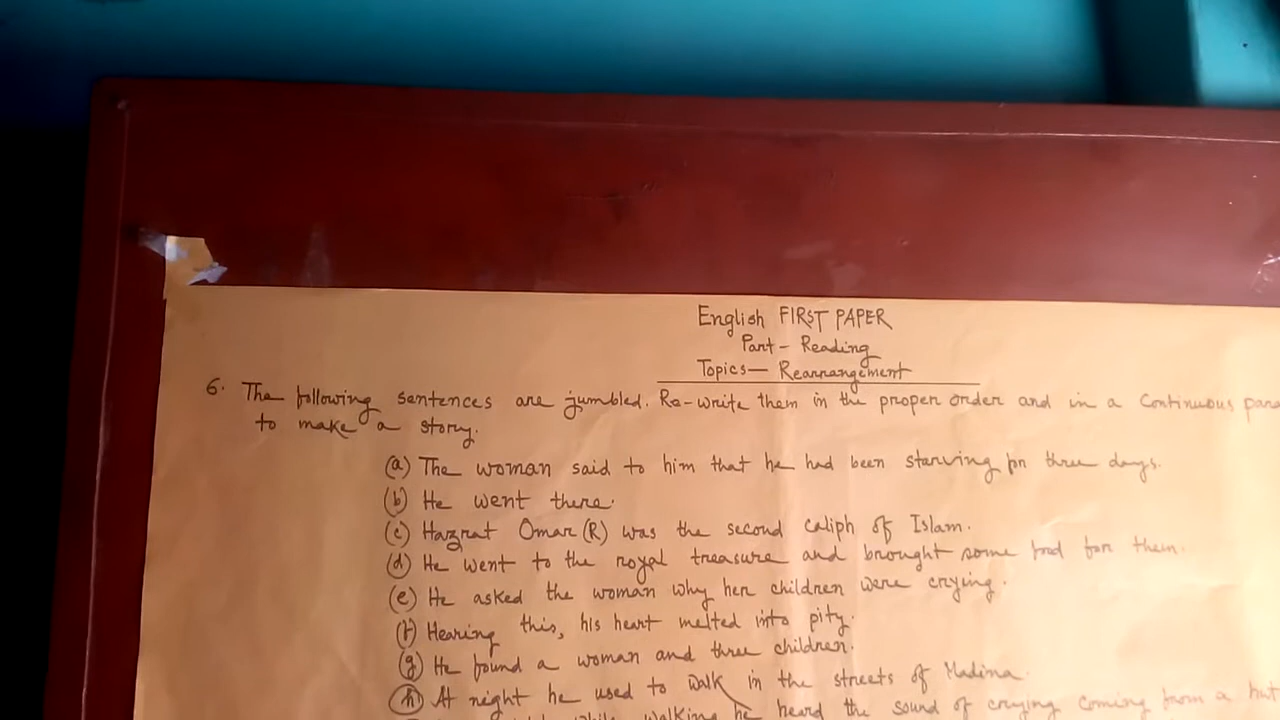 English FIRST PAPER
Part - Reading
Topics — Rearrangement
6. The following sentences are jumbled. Re-write them in the proper order and in a continuous para
to make a story.
(a) The woman said to him that he had been starving for three days.
(b) He went there.
(c) Hazrat Omar (R) was the second caliph of Islam.
(d) He went to the royal treasure and brought some food for them.
(e) He asked the woman why her children were crying.
(f) Hearing this, his heart melted into pity.
(g) He found a woman and three children.
(h) At night he used to walk in the streets of Madina.
while walking he heard the sound of crying coming from a hut